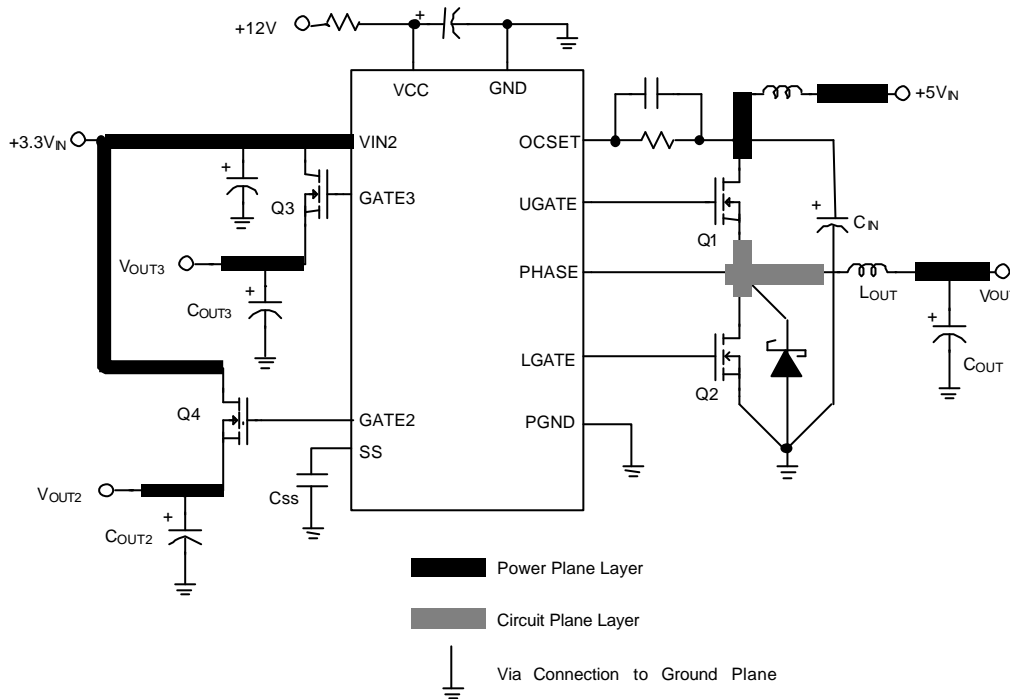 +12V
VCC
GND
+
+5VIN
+3.3VIN
VIN2
OCSET
+
GATE3
Q3
UGATE
Q1
+
CIN
VOUT3
+
COUT3
PHASE
LOUT
VOUT
+
COUT
LGATE
Q2
Q4
GATE2
PGND
SS
Css
VOUT2
+
COUT2
Power Plane Layer
Circuit Plane Layer
Via Connection to Ground Plane